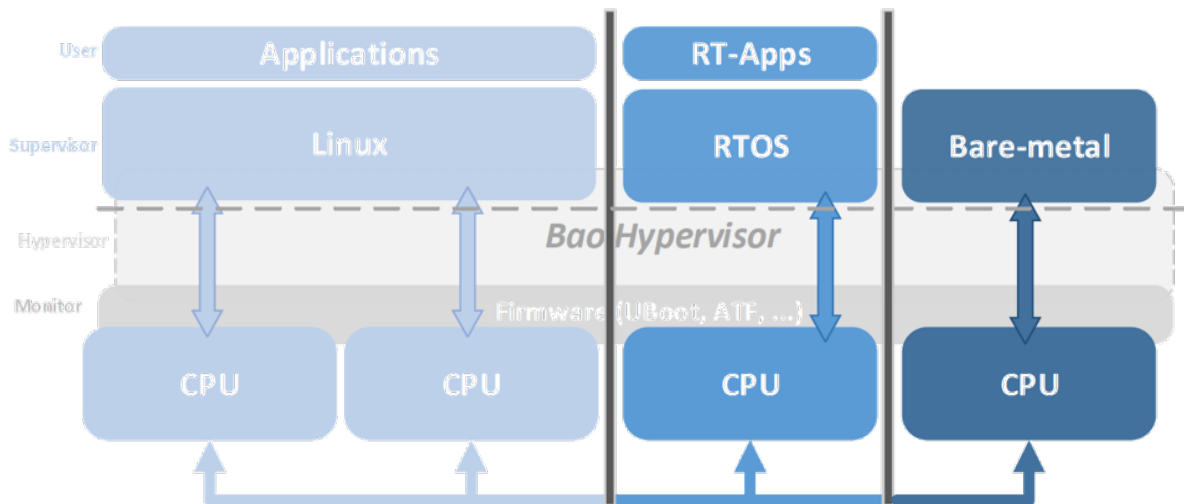 User
Applications
RT-Apps
Supervisor
Linux
RTOS
Bare-metal
Hypervisor
Bao Hypervisor
Monitor
Firmware (UBoot, ATF, ...)
CPU
CPU
CPU
CPU